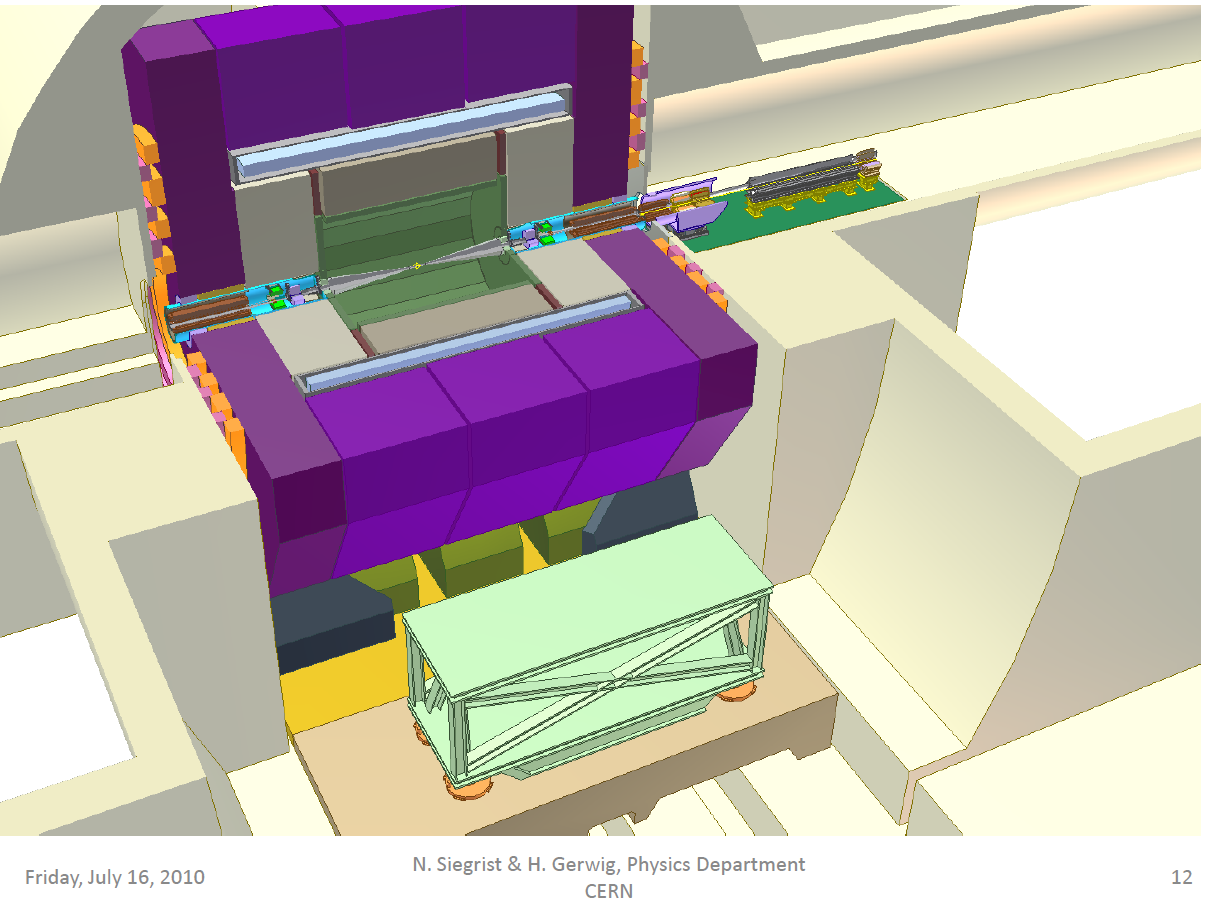 Friday, July 16, 2010
N. Siegrist & H. Gerwig, Physics Department
CERN
12